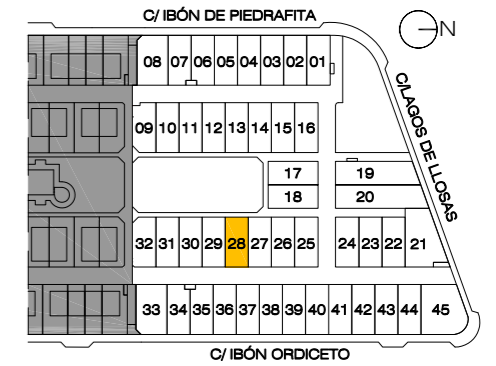 C/ IBÓN DE PIEDRAFITA
N
08 07 06 05 04 03 02 01
C/LAGOS DE LLOSAS
09 10 11 12 13 14 15 16
17 19
18 20
32 31 30 29 28 27 26 25 24 23 22 21
33 34 35 36 37 38 39 40 41 42 43 44 45
C/ IBÓN ORDICETO